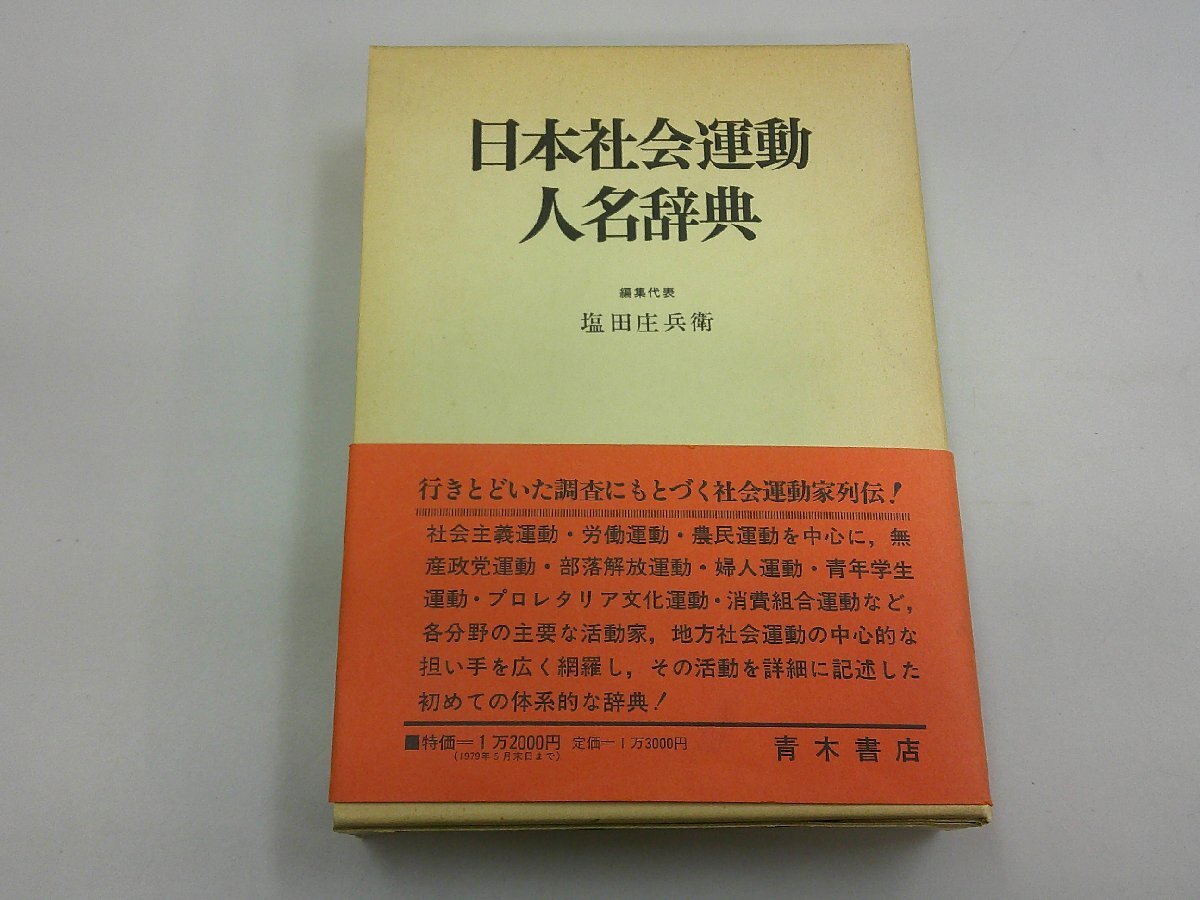 日本社会運動
人名辞典
編集代表
塩田庄兵衛
行きとどいた調査にもとづく社会運動家列伝!
社会主義運動・労働運動・農民運動を中心に,無
産政党運動・部落解放運動・婦人運動・青年学生
運動・プロレタリア文化運動・消費組合運動など,
各分野の主要な活動家,地方社会運動の中心的な
担い手を広く網羅し,その活動を詳細に記述した
初めての体系的な辞典!
■特価=1万2000円 定価=1万3000円 青木書店
(1979年5月末日まで)